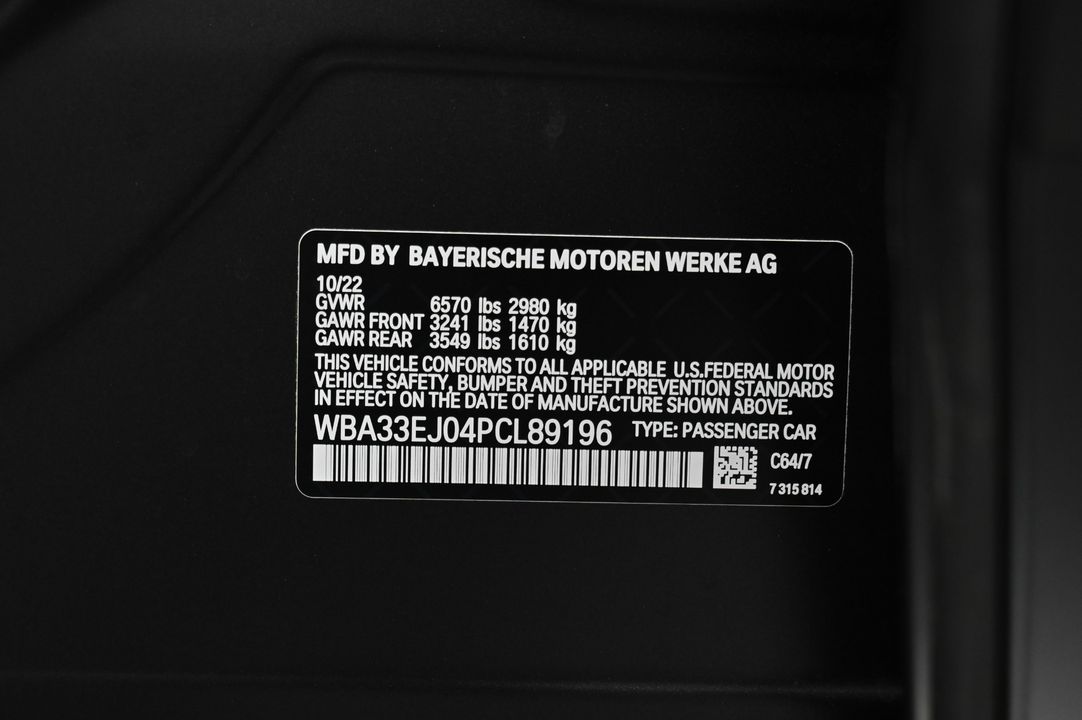 MFD BY BAYERISCHE MOTOREN WERKE AG
10/22
GVWR 6570 lbs 2980 kg
GAWR FRONT 3241 lbs 1470 kg
GAWR REAR 3549 lbs 1610 kg
THIS VEHICLE CONFORMS TO ALL APPLICABLE U.S.FEDERAL MOTOR
VEHICLE SAFETY, BUMPER AND THEFT PREVENTION STANDARDS
IN EFFECT ON THE DATE OF MANUFACTURE SHOWN ABOVE.
WBA33EJ04PCL89196 TYPE: PASSENGER CAR
C64/7
7 315 814